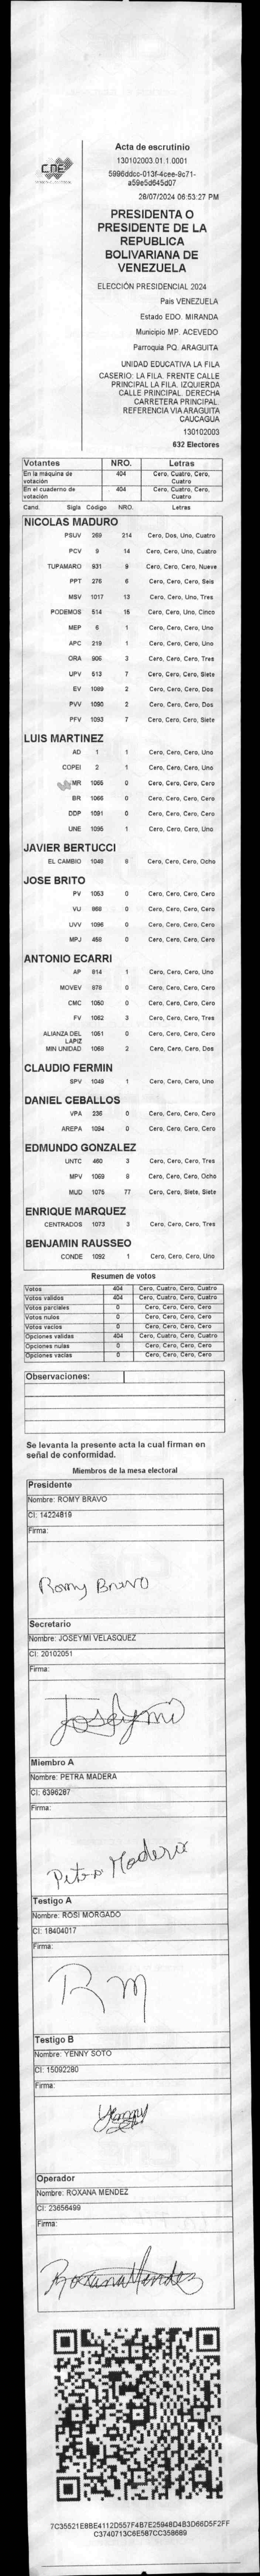 CNE
Acta de escrutinio
130102003.01.1.0001
5996ddcc-013f-4cee-9c71-
a59e5d645d07
28/07/2024 06:53:27 PM
PRESIDENTA O
PRESIDENTE DE LA
REPUBLICA
BOLIVARIANA DE
VENEZUELA
ELECCIÓN PRESIDENCIAL 2024
Pais VENEZUELA
Estado EDO. MIRANDA
Municipio MP. ACEVEDO
Parroquia PQ. ARAGUITA
UNIDAD EDUCATIVA LA FILA
CASERIO: LA FILA. FRENTE CALLE
PRINCIPAL LA FILA. IZQUIERDA
CALLE PRINCIPAL. DERECHA
CARRETERA PRINCIPAL.
REFERENCIA VIA ARAGUITA
CAUCAGUA
130102003
632 Electores
Votantes NRO. Letras
En la máquina de votación 404 Cero, Cuatro, Cero, Cuatro
En el cuaderno de votación 404 Cero, Cuatro, Cero, Cuatro
Cand. Sigla Código NRO. Letras
NICOLAS MADURO
PSUV 269 214 Cero, Dos, Uno, Cuatro
PCV 9 14 Cero, Cero, Uno, Cuatro
TUPAMARO 931 9 Cero, Cero, Cero, Nueve
PPT 276 6 Cero, Cero, Cero, Seis
MSV 1017 13 Cero, Cero, Uno, Tres
PODEMOS 514 15 Cero, Cero, Uno, Cinco
MEP 6 1 Cero, Cero, Cero, Uno
APC 219 1 Cero, Cero, Cero, Uno
ORA 906 3 Cero, Cero, Cero, Tres
UPV 513 7 Cero, Cero, Cero, Siete
EV 1089 2 Cero, Cero, Cero, Dos
PVV 1090 2 Cero, Cero, Cero, Dos
PFV 1093 7 Cero, Cero, Cero, Siete
LUIS MARTINEZ
AD 1 1 Cero, Cero, Cero, Uno
COPEI 2 1 Cero, Cero, Cero, Uno
MR 1065 0 Cero, Cero, Cero, Cero
BR 1066 0 Cero, Cero, Cero, Cero
DDP 1091 0 Cero, Cero, Cero, Cero
UNE 1095 1 Cero, Cero, Cero, Uno
JAVIER BERTUCCI
EL CAMBIO 1048 8 Cero, Cero, Cero, Ocho
JOSE BRITO
PV 1053 0 Cero, Cero, Cero, Cero
VU 868 0 Cero, Cero, Cero, Cero
UVV 1096 0 Cero, Cero, Cero, Cero
MPJ 458 0 Cero, Cero, Cero, Cero
ANTONIO ECARRI
AP 814 1 Cero, Cero, Cero, Uno
MOVEV 878 0 Cero, Cero, Cero, Cero
CMC 1050 0 Cero, Cero, Cero, Cero
FV 1062 3 Cero, Cero, Cero, Tres
ALIANZA DEL LAPIZ 1051 0 Cero, Cero, Cero, Cero
MIN UNIDAD 1068 2 Cero, Cero, Cero, Dos
CLAUDIO FERMIN
SPV 1049 1 Cero, Cero, Cero, Uno
DANIEL CEBALLOS
VPA 236 0 Cero, Cero, Cero, Cero
AREPA 1094 0 Cero, Cero, Cero, Cero
EDMUNDO GONZALEZ
UNTC 460 3 Cero, Cero, Cero, Tres
MPV 1069 8 Cero, Cero, Cero, Ocho
MUD 1075 77 Cero, Cero, Siete, Siete
ENRIQUE MARQUEZ
CENTRADOS 1073 3 Cero, Cero, Cero, Tres
BENJAMIN RAUSSEO
CONDE 1092 1 Cero, Cero, Cero, Uno
Resumen de votos
Votos 404 Cero, Cuatro, Cero, Cuatro
Votos validos 404 Cero, Cuatro, Cero, Cuatro
Votos parciales 0 Cero, Cero, Cero, Cero
Votos nulos 0 Cero, Cero, Cero, Cero
Votos vacios 0 Cero, Cero, Cero, Cero
Opciones validas 404 Cero, Cuatro, Cero, Cuatro
Opciones nulas 0 Cero, Cero, Cero, Cero
Opciones vacías 0 Cero, Cero, Cero, Cero
Observaciones:
Se levanta la presente acta la cual firman en
señal de conformidad.
Miembros de la mesa electoral
Presidente
Nombre: ROMY BRAVO
CI: 14224819
Firma:
Romy Bravo
Secretario
Nombre: JOSEYMI VELASQUEZ
CI: 20102051
Firma:
Joseymi
Miembro A
Nombre: PETRA MADERA
CI: 6396287
Firma:
Petra Madera
Testigo A
Nombre: ROSI MORGADO
CI: 18404017
Firma:
RM
Testigo B
Nombre: YENNY SOTO
CI: 15092280
Firma:
Operador
Nombre: ROXANA MENDEZ
CI: 23656499
Firma:
Roxana Mendez
7C35521E8BE4112D557F4B7E25948D4B3D66D5F2FF
C3740713C6E587CC358689